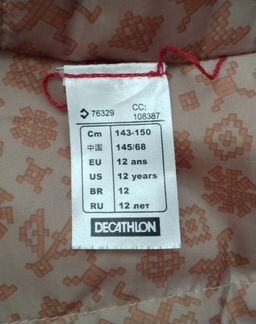 76329 CC: 108387
Cm 143-150
中国 145/68
EU 12 ans
US 12 years
BR 12
RU 12 лет
DECATHLON